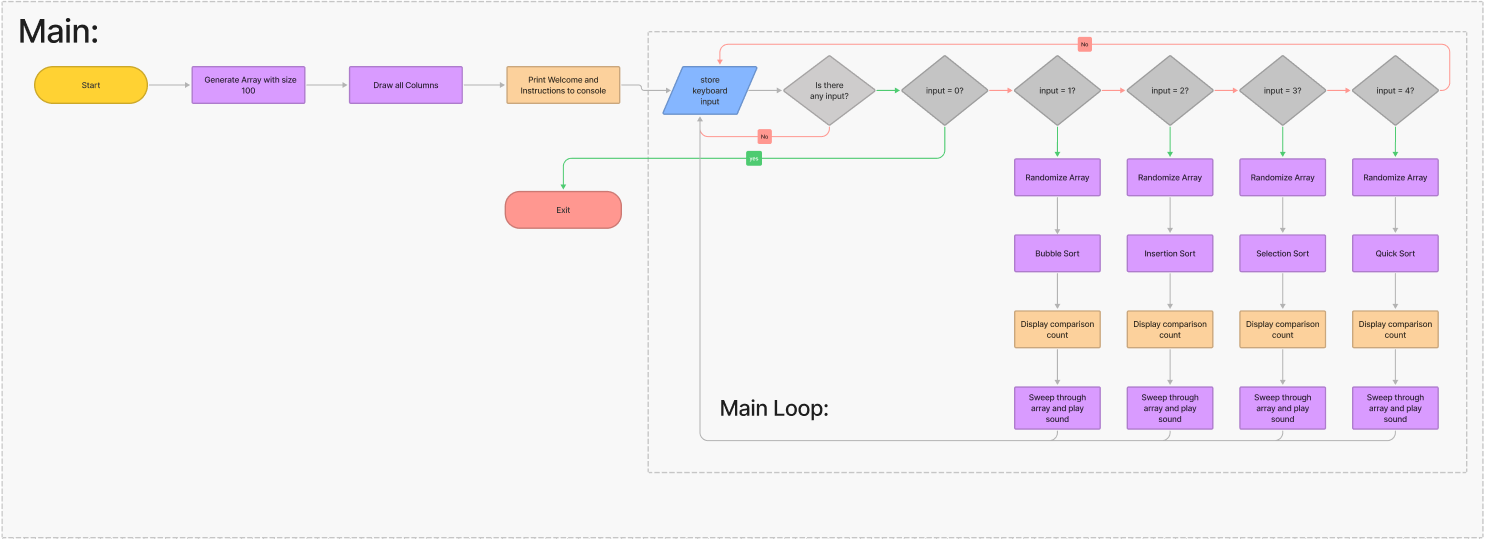 Main:
Start
Generate Array with size
100
Draw all Columns
Print Welcome and
Instructions to console
store
keyboard
input
Is there
any input?
input = 0?
input = 1?
input = 2?
input = 3?
input = 4?
No
No
yes
Exit
Randomize Array
Randomize Array
Randomize Array
Randomize Array
Bubble Sort
Insertion Sort
Selection Sort
Quick Sort
Display comparison
count
Display comparison
count
Display comparison
count
Display comparison
count
Main Loop:
Sweep through
array and play
sound
Sweep through
array and play
sound
Sweep through
array and play
sound
Sweep through
array and play
sound